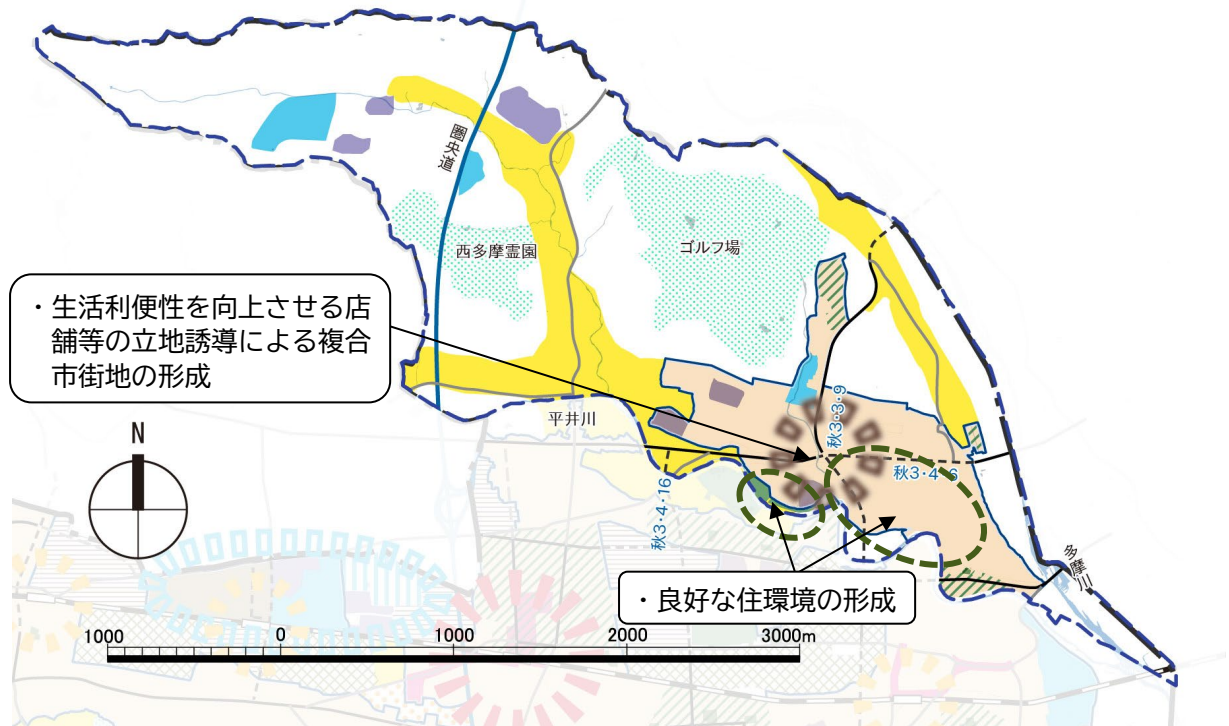 圏央道
西多摩霊園
ゴルフ場
・生活利便性を向上させる店
舗等の立地誘導による複合
市街地の形成
平井川
秋3・3・9
秋3・4・6
秋3・4・16
N
・良好な住環境の形成
多摩川
1000
0
1000
2000
3000m